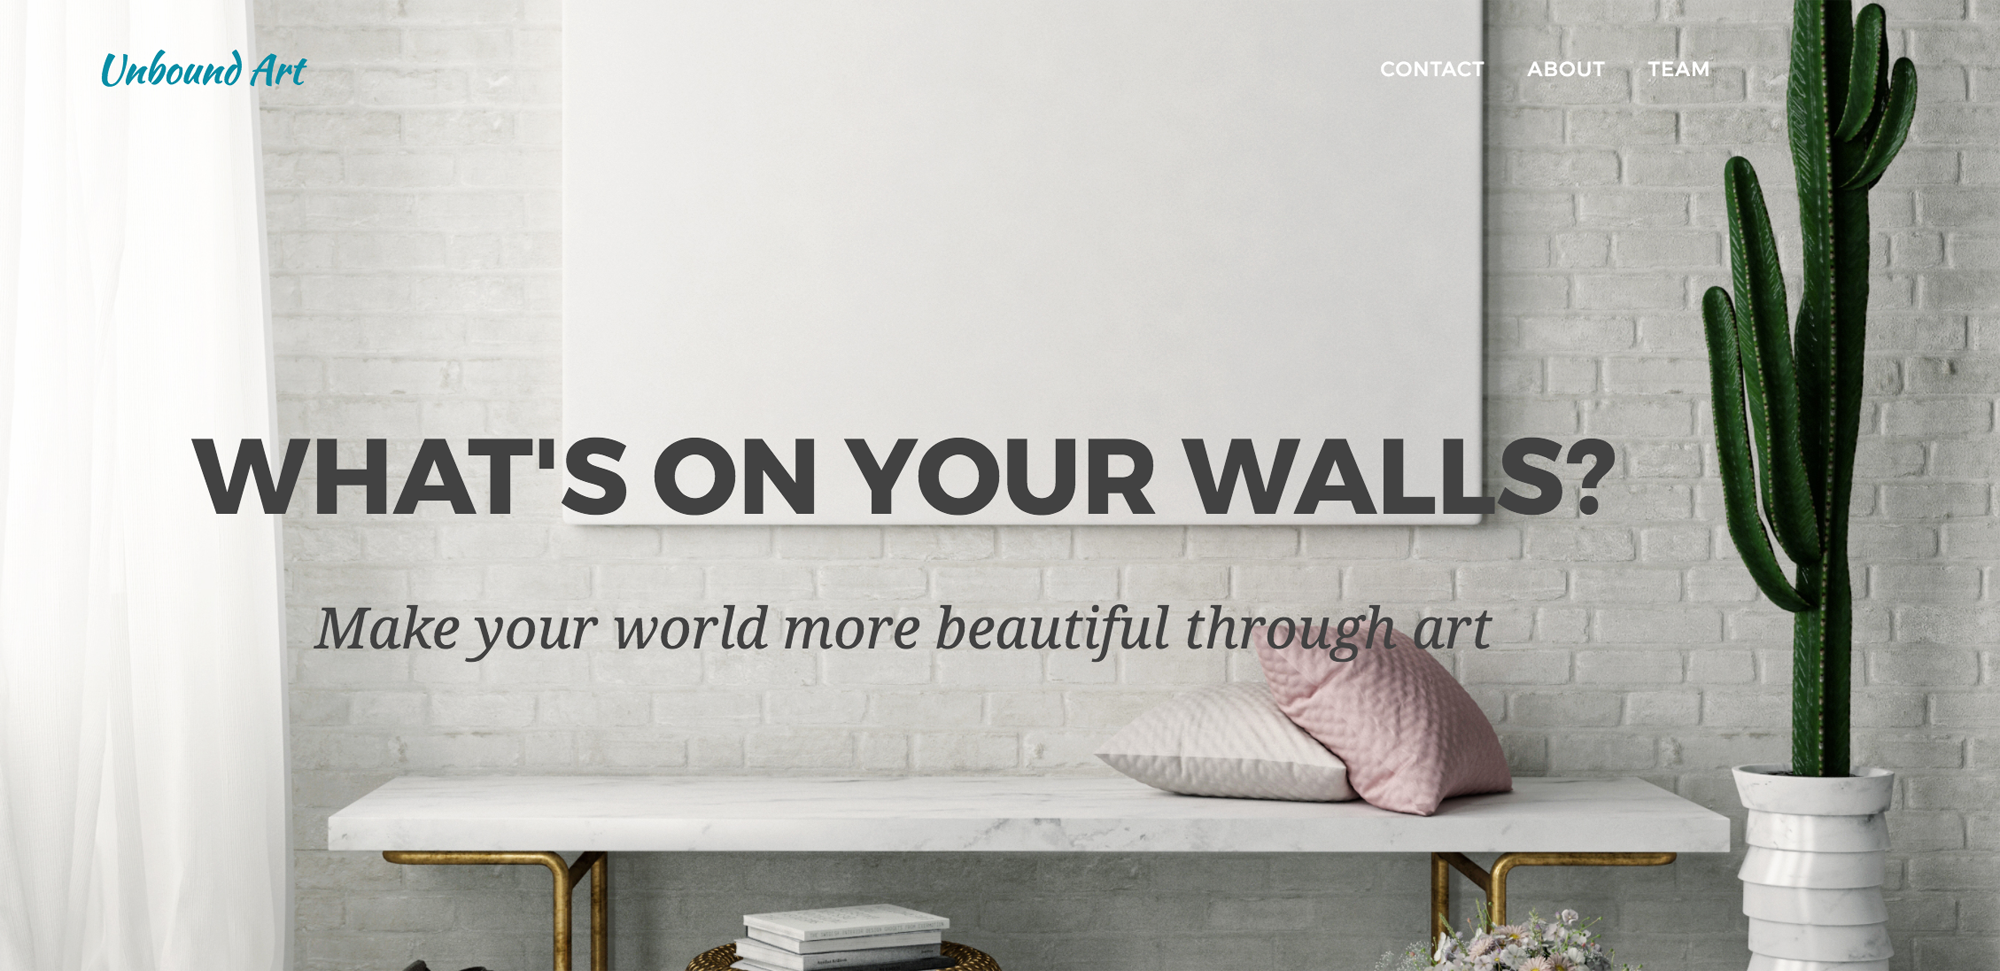 Unbound Art
CONTACT ABOUT TEAM
WHAT'S ON YOUR WALLS?
Make your world more beautiful through art